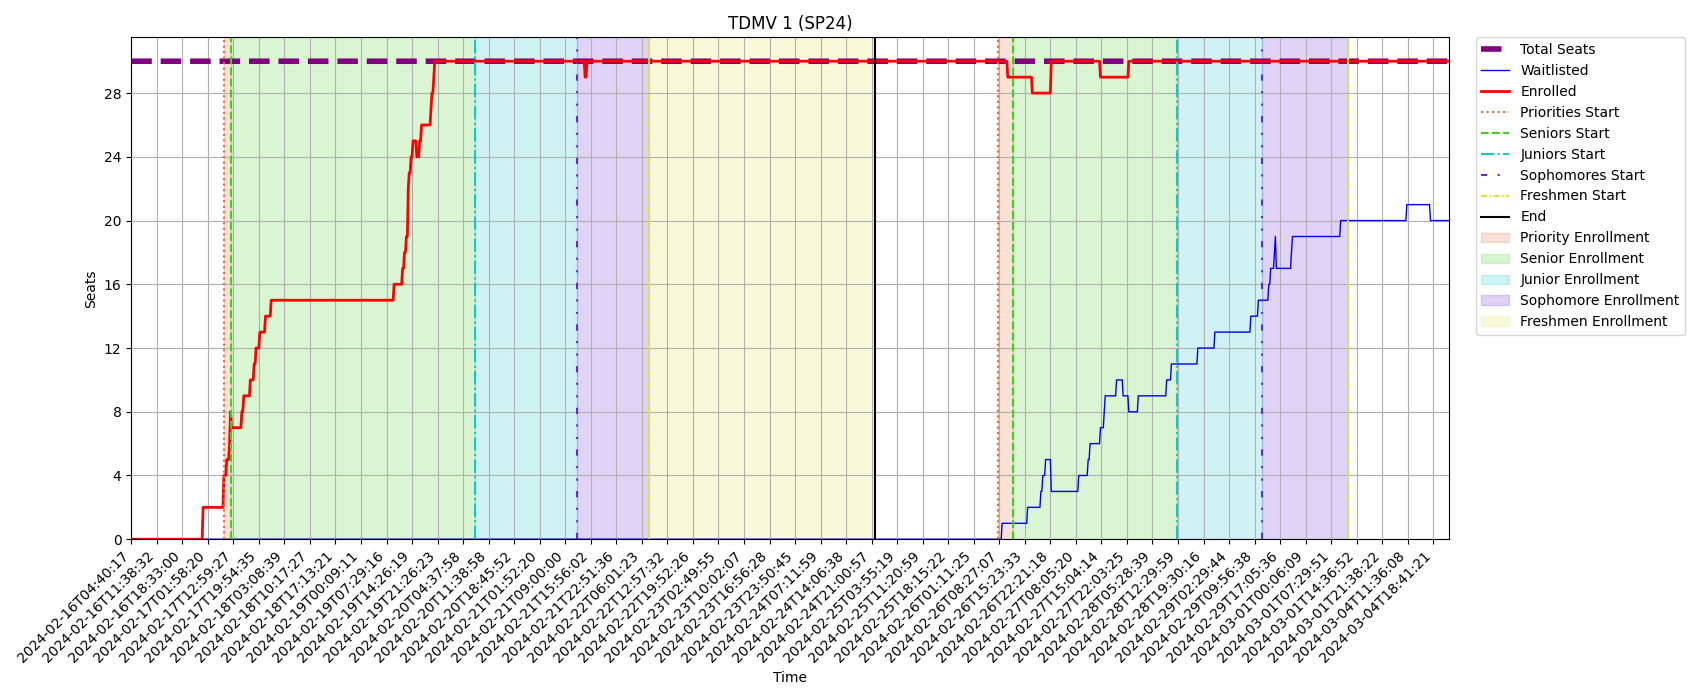 TDMV 1 (SP24)
Seats
28
24
20
16
12
8
4
0
2024-02-16T04:40:17
2024-02-16T11:38:32
2024-02-16T18:33:00
2024-02-17T01:58:20
2024-02-17T12:59:27
2024-02-17T19:54:35
2024-02-18T03:08:39
2024-02-18T10:17:27
2024-02-18T17:13:21
2024-02-19T00:09:11
2024-02-19T07:29:16
2024-02-19T14:26:19
2024-02-19T21:26:23
2024-02-20T04:37:58
2024-02-20T11:38:58
2024-02-20T18:45:52
2024-02-21T01:52:20
2024-02-21T09:00:00
2024-02-21T15:56:02
2024-02-21T22:51:36
2024-02-22T06:01:23
2024-02-22T12:57:32
2024-02-22T19:52:26
2024-02-23T02:49:55
2024-02-23T10:02:07
2024-02-23T16:56:28
2024-02-23T23:50:45
2024-02-24T07:11:59
2024-02-24T14:06:38
2024-02-24T21:00:57
2024-02-25T03:55:19
2024-02-25T11:20:59
2024-02-25T18:15:22
2024-02-26T01:11:25
2024-02-26T08:27:07
2024-02-26T15:23:33
2024-02-26T22:21:18
2024-02-27T08:05:20
2024-02-27T15:04:14
2024-02-27T22:03:25
2024-02-28T05:28:39
2024-02-28T12:29:59
2024-02-28T19:30:16
2024-02-29T02:29:44
2024-02-29T09:56:38
2024-02-29T17:05:36
2024-03-01T00:06:09
2024-03-01T07:29:51
2024-03-01T14:36:52
2024-03-01T21:38:22
2024-03-04T11:36:08
2024-03-04T18:41:21
Time
Total Seats
Waitlisted
Enrolled
Priorities Start
Seniors Start
Juniors Start
Sophomores Start
Freshmen Start
End
Priority Enrollment
Senior Enrollment
Junior Enrollment
Sophomore Enrollment
Freshmen Enrollment